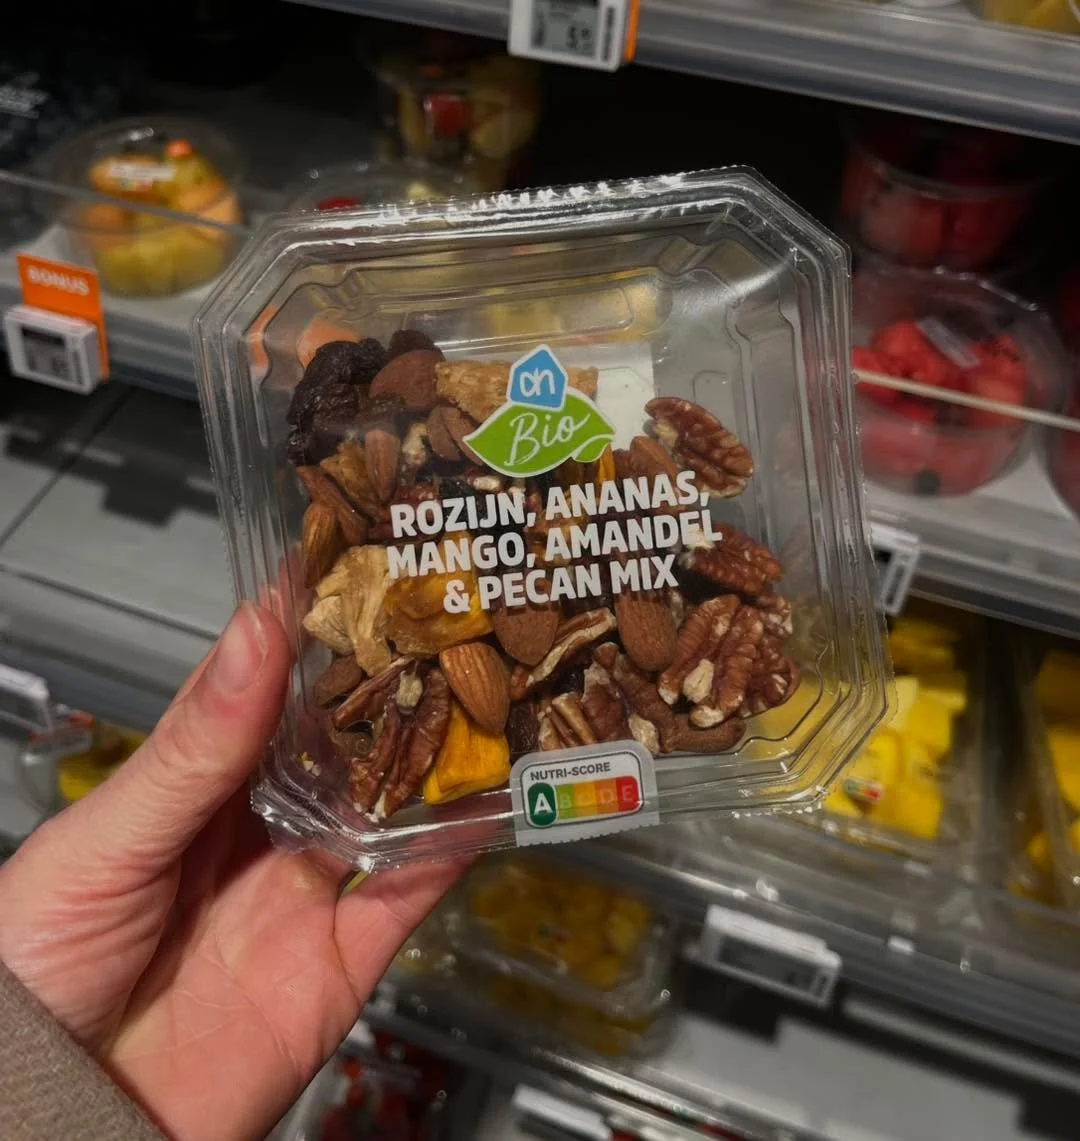 BONUS
ah
Bio
ROZIJN, ANANAS,
MANGO, AMANDEL
& PECAN MIX
NUTRI-SCORE
A B C D E